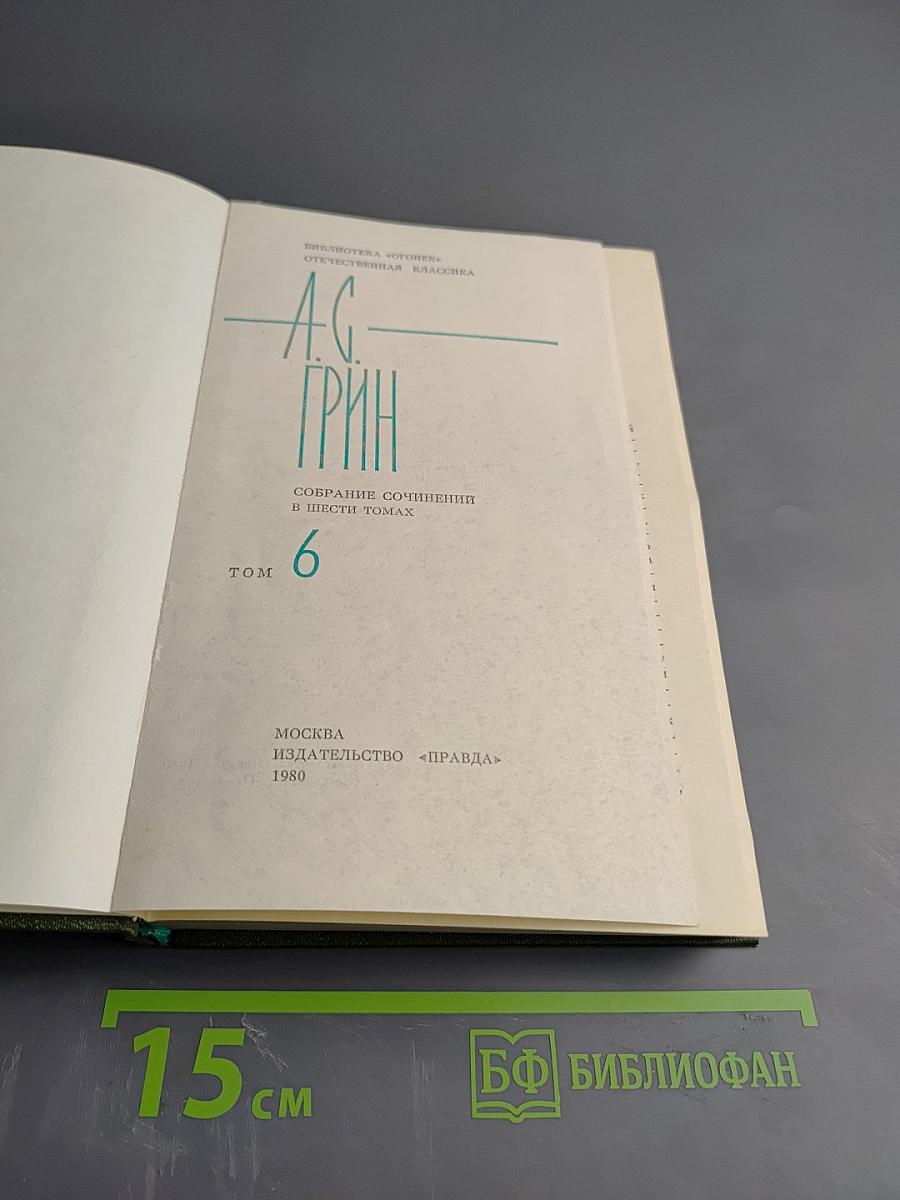 БИБЛИОТЕКА «ОГОНЕК»
ОТЕЧЕСТВЕННАЯ КЛАССИКА
А. С.
ГРИН
СОБРАНИЕ СОЧИНЕНИЙ
В ШЕСТИ ТОМАХ
ТОМ 6
МОСКВА
ИЗДАТЕЛЬСТВО «ПРАВДА»
1980
15 см
БФ БИБЛИОФАН